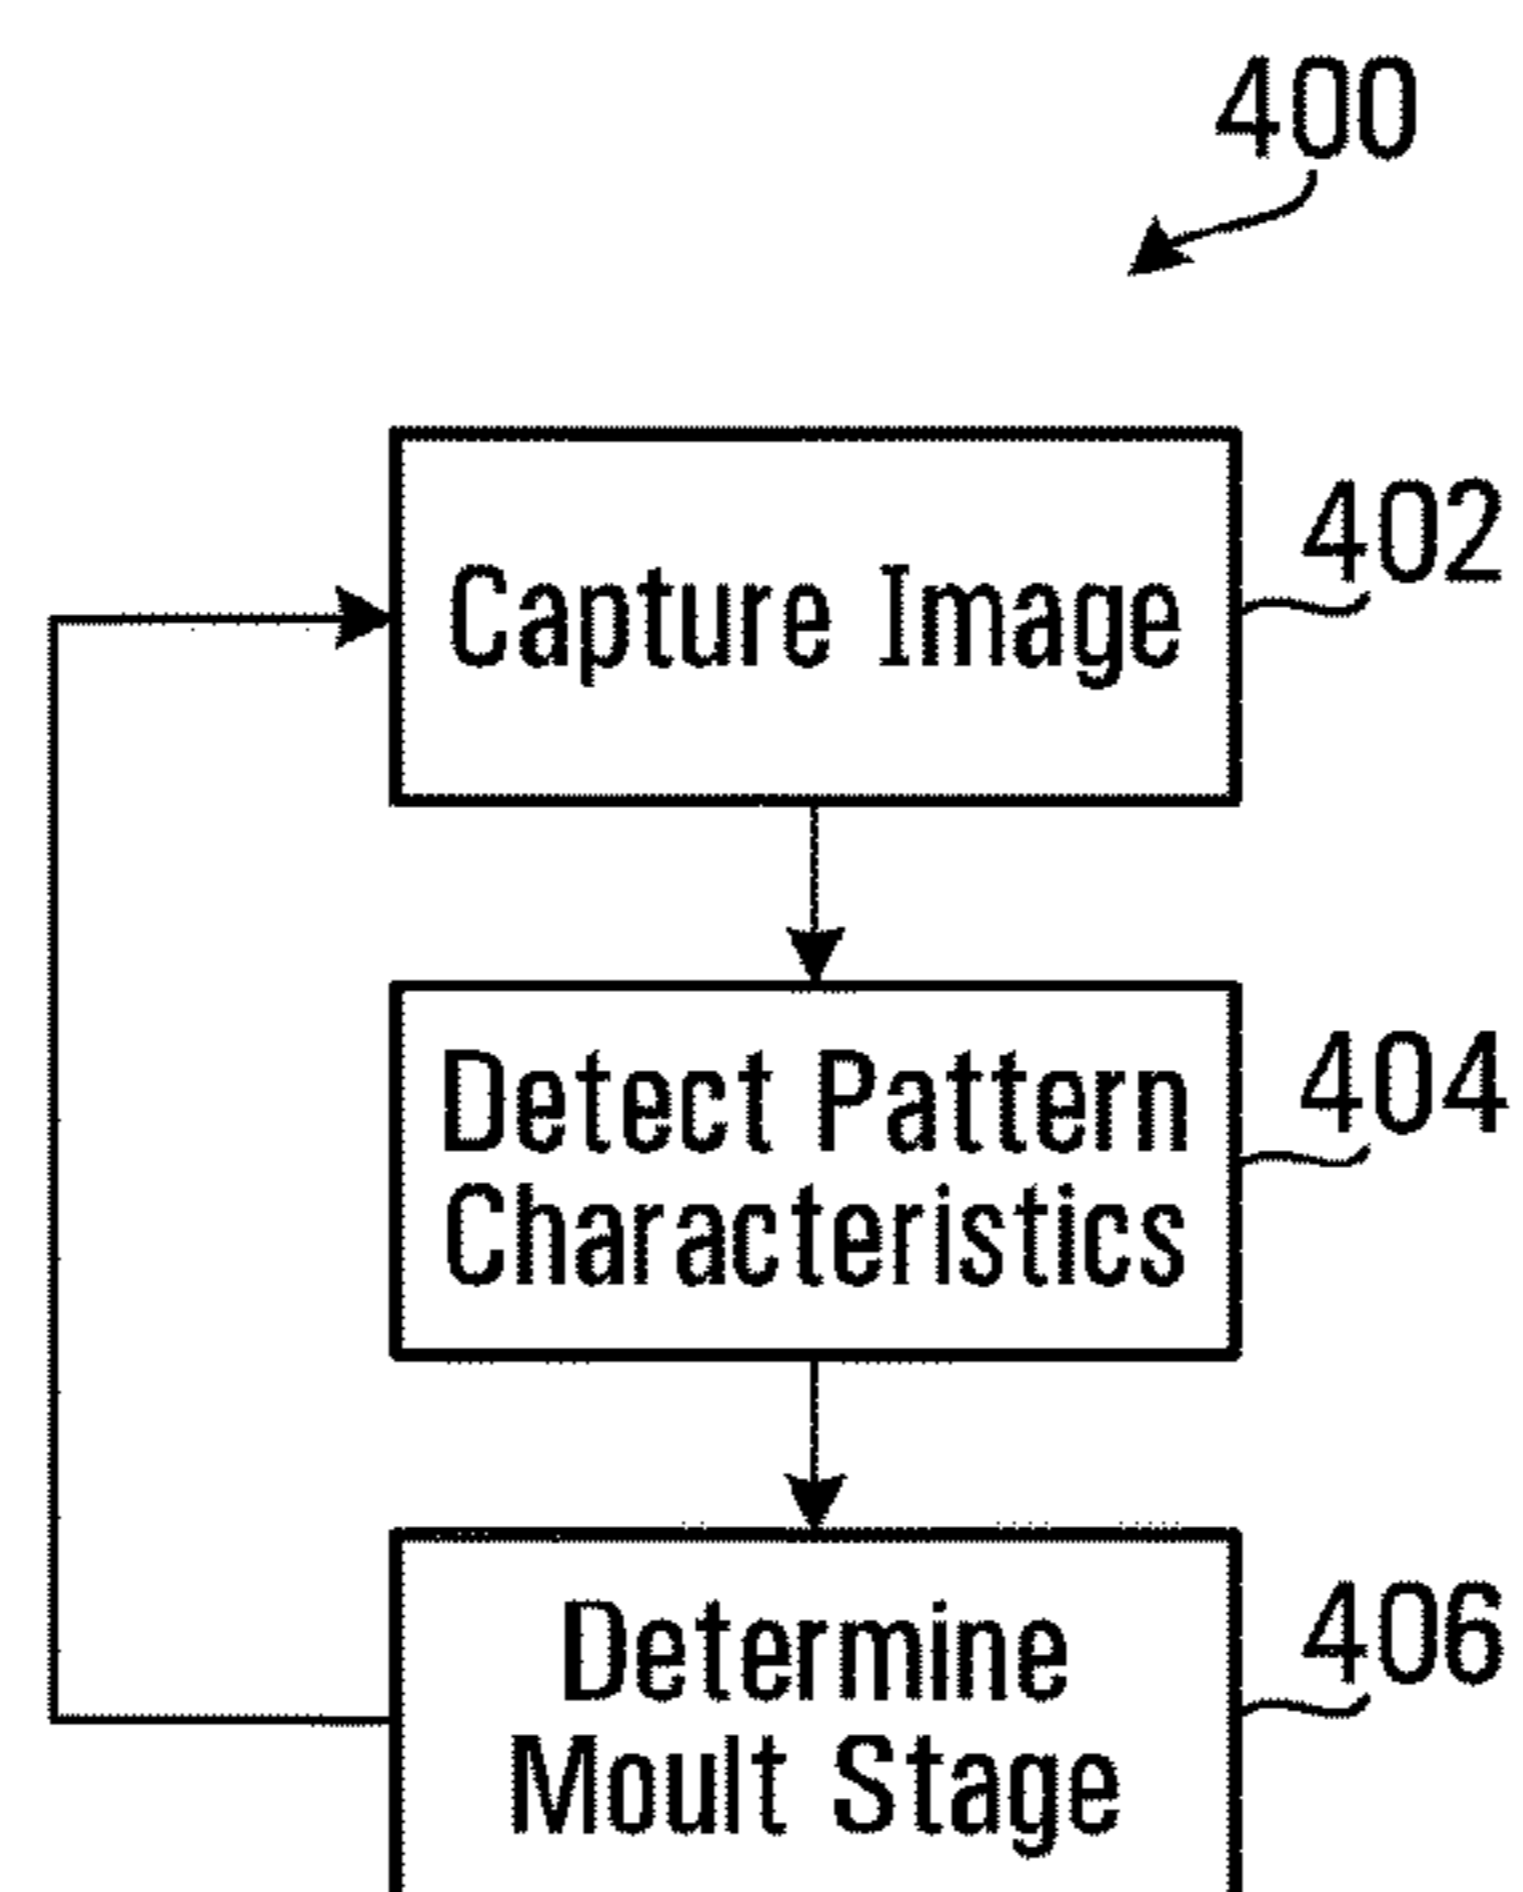 400
Capture Image
402
Detect Pattern
Characteristics
404
Determine
Moult Stage
406